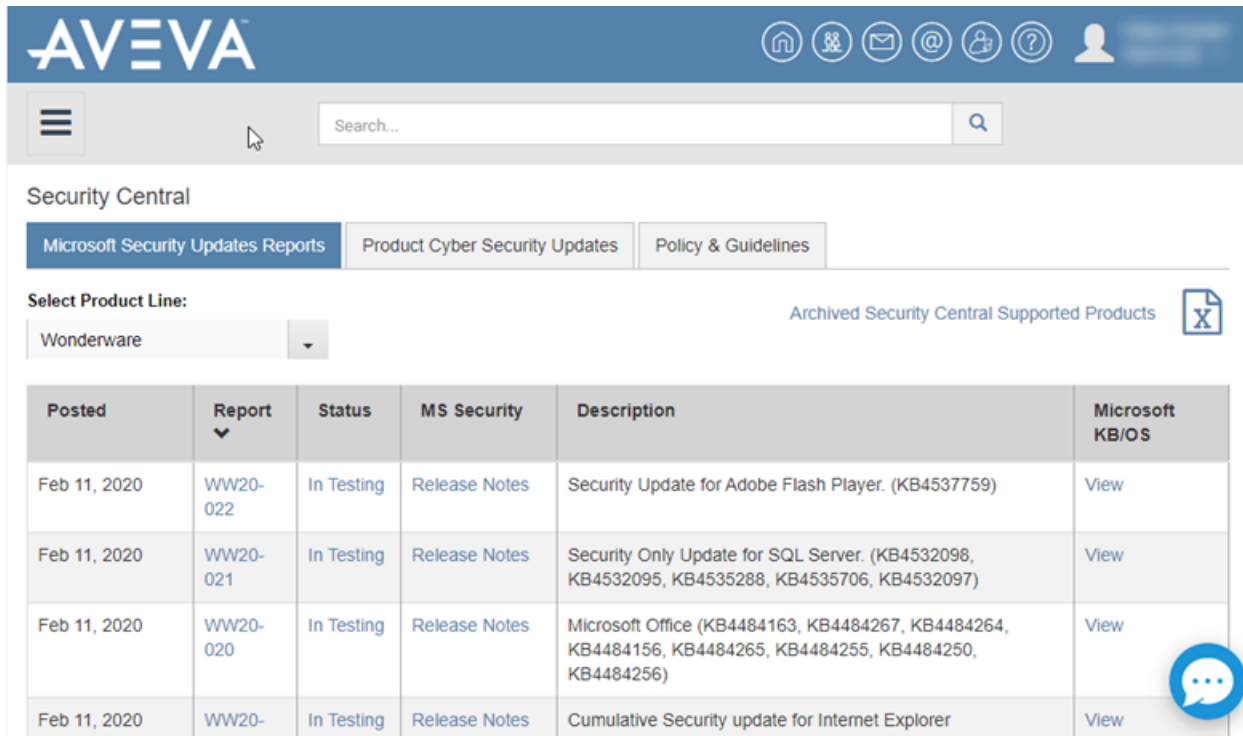 AVEVA
Search...
Security Central
Microsoft Security Updates Reports
Product Cyber Security Updates
Policy & Guidelines
Select Product Line:
Archived Security Central Supported Products
Wonderware
Posted
Report
Status
MS Security
Description
Microsoft
KB/OS
Feb 11, 2020
WW20-
022
In Testing
Release Notes
Security Update for Adobe Flash Player. (KB4537759)
View
Feb 11, 2020
WW20-
021
In Testing
Release Notes
Security Only Update for SQL Server. (KB4532098,
KB4532095, KB4535288, KB4535706, KB4532097)
View
Feb 11, 2020
WW20-
020
In Testing
Release Notes
Microsoft Office (KB4484163, KB4484267, KB4484264,
KB4484156, KB4484265, KB4484255, KB4484250,
KB4484256)
View
Feb 11, 2020
WW20-
In Testing
Release Notes
Cumulative Security update for Internet Explorer
View